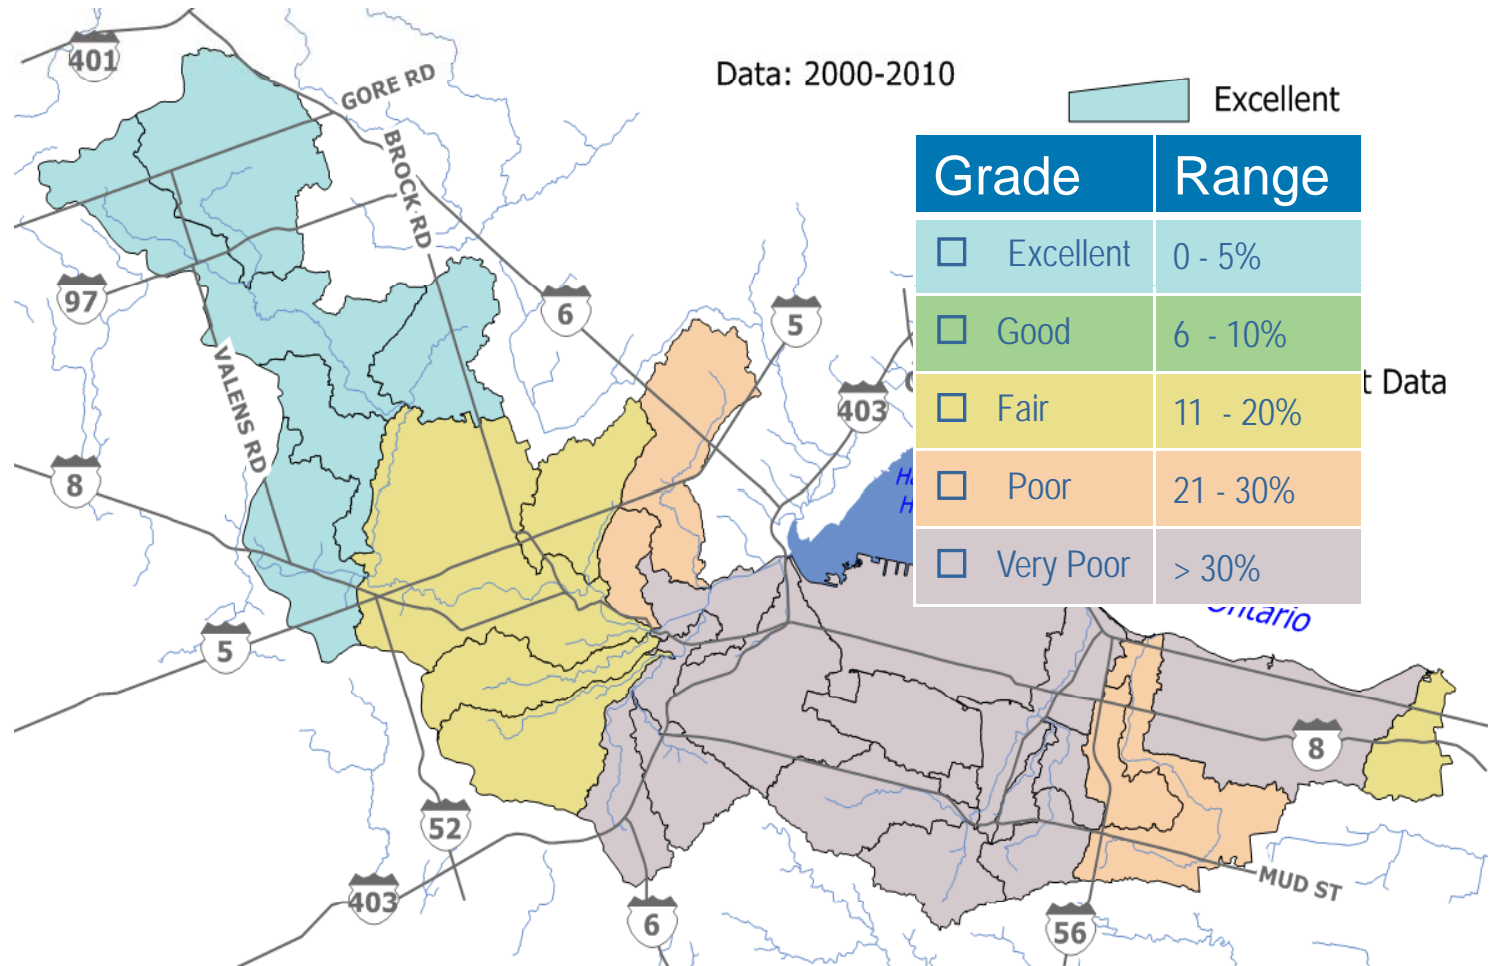 401
GORE RD
Data: 2000-2010
Excellent
BROCK RD
Grade Range
Excellent 0 - 5%
97
6
5
Good 6 - 10%
VALENS RD
403
t Data
Fair 11 - 20%
8
Poor 21 - 30%
Very Poor > 30%
Ontario
5
8
52
403
6
56
MUD ST